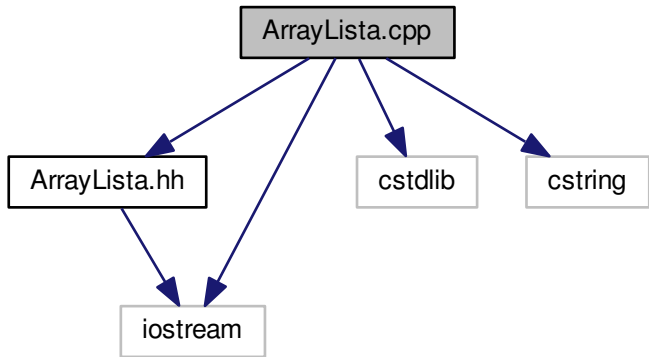 ArrayLista.cpp
ArrayLista.hh
cstdlib
cstring
iostream